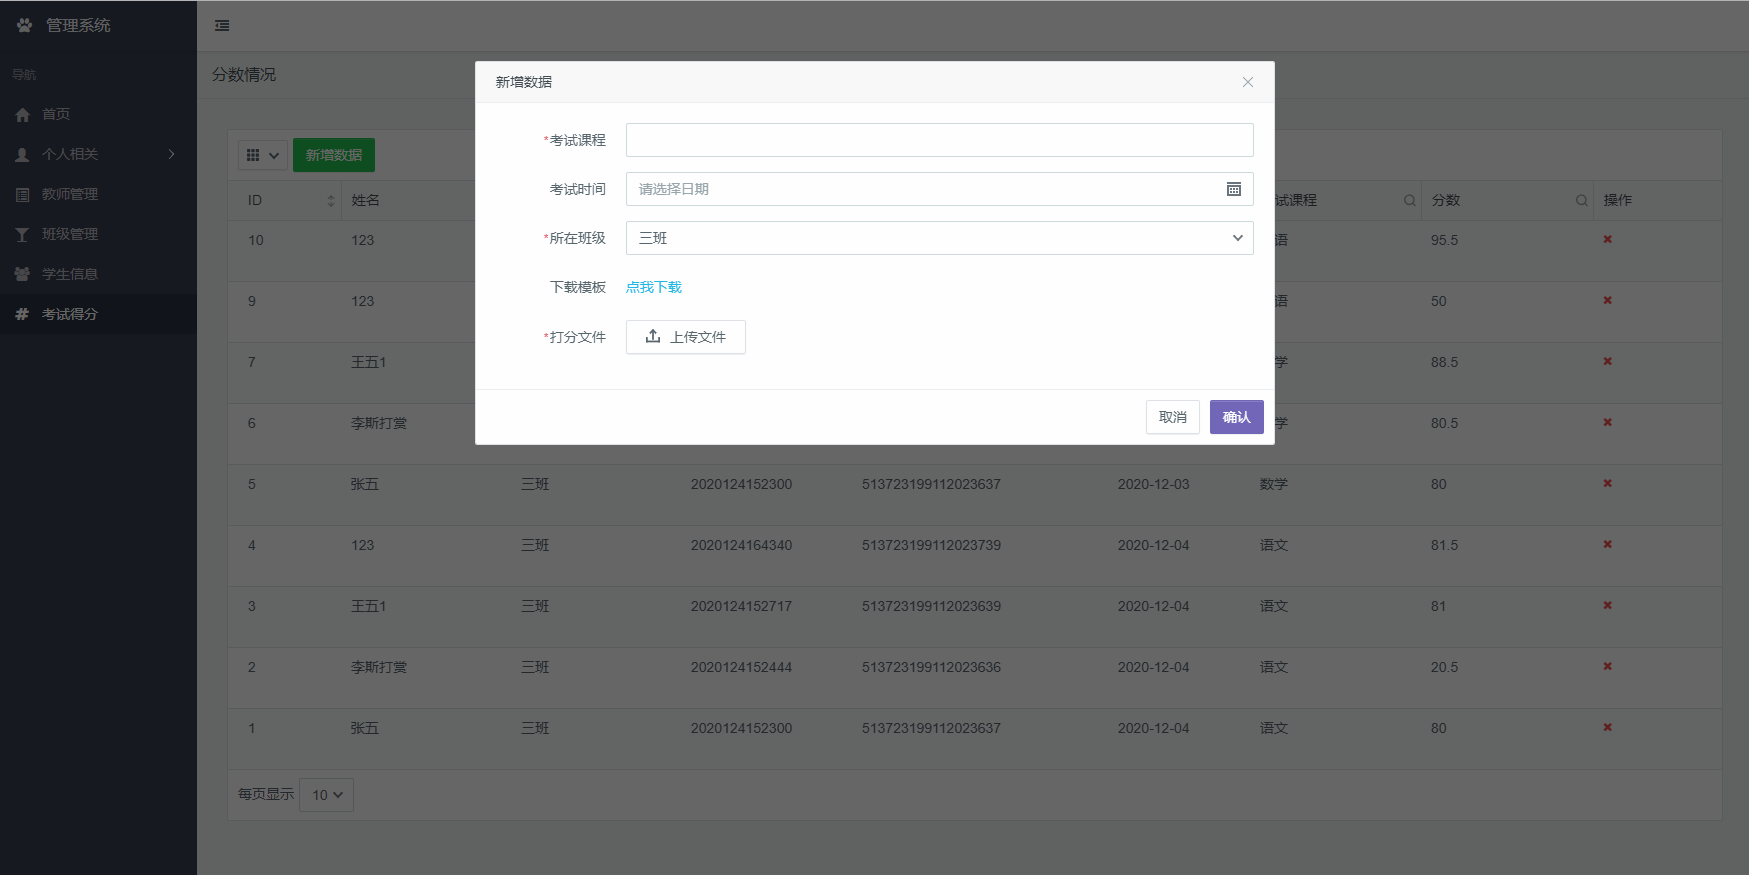 管理系统
导航
首页
个人相关
教师管理
班级管理
学生信息
# 考试得分
分数情况
新增数据
新增数据
*考试课程
考试时间 请选择日期
*所在班级 三班
下载模板 点我下载
*打分文件 上传文件
取消 确认
ID 姓名 试课程 分数 操作
10 123 语 95.5
9 123 语 50
7 王五1 学 88.5
6 李斯打赏 学 80.5
5 张五 三班 2020124152300 513723199112023637 2020-12-03 数学 80
4 123 三班 2020124164340 513723199112023739 2020-12-04 语文 81.5
3 王五1 三班 2020124152717 513723199112023639 2020-12-04 语文 81
2 李斯打赏 三班 2020124152444 513723199112023636 2020-12-04 语文 20.5
1 张五 三班 2020124152300 513723199112023637 2020-12-04 语文 80
每页显示 10